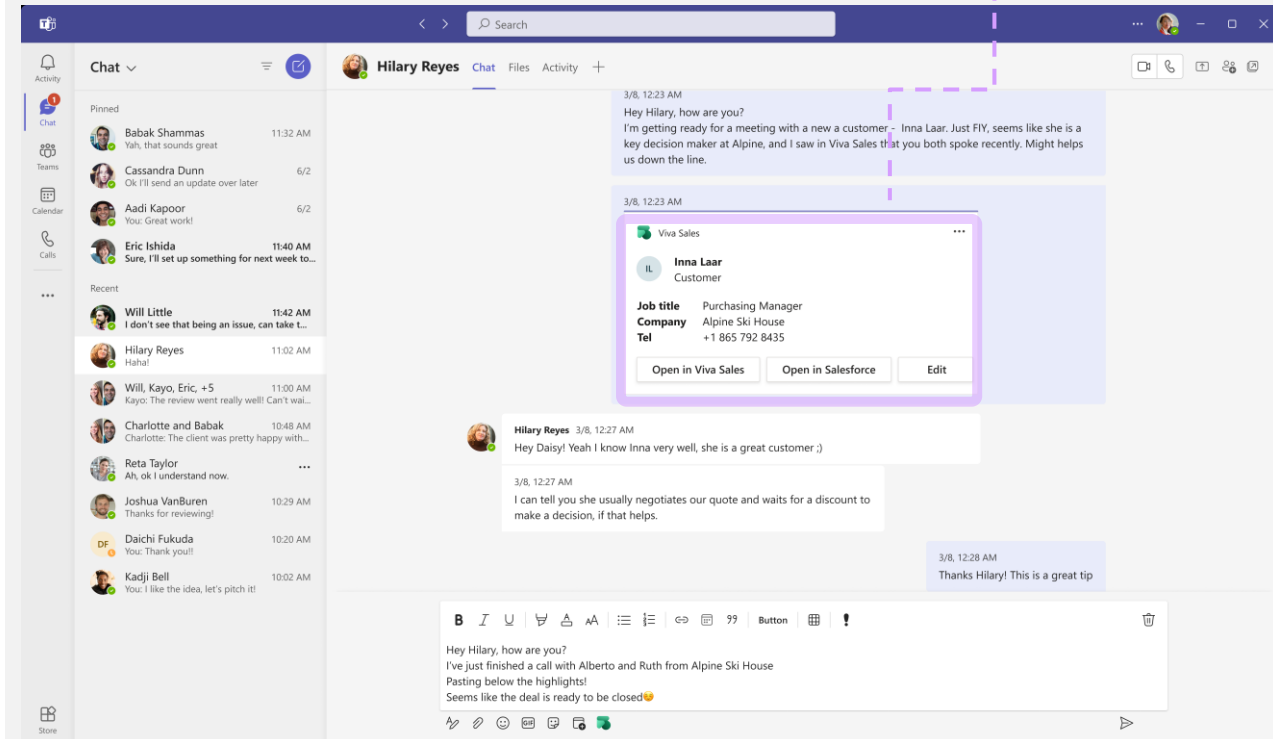 Search
Activity
Chat
Teams
Calendar
Calls
Store
1
Chat
Pinned
Babak Shammas 11:32 AM
Yah, that sounds great
Cassandra Dunn 6/2
Ok I'll send an update over later
Aadi Kapoor 6/2
You: Great work!
Eric Ishida 11:40 AM
Sure, I'll set up something for next week to...
Recent
Will Little 11:42 AM
I don't see that being an issue, can take t...
Hilary Reyes 11:02 AM
Haha!
Will, Kayo, Eric, +5 11:00 AM
Kayo: The review went really well! Can't wai...
Charlotte and Babak 10:48 AM
Charlotte: The client was pretty happy with...
Reta Taylor
Ah, ok I understand now.
Joshua VanBuren 10:29 AM
Thanks for reviewing!
DF
Daichi Fukuda 10:20 AM
You: Thank you!!
Kadji Bell 10:02 AM
You: I like the idea, let's pitch it!
Hilary Reyes Chat Files Activity
3/8, 12:23 AM
Hey Hilary, how are you?
I'm getting ready for a meeting with a new a customer - Inna Laar. Just FIY, seems like she is a
key decision maker at Alpine, and I saw in Viva Sales that you both spoke recently. Might helps
us down the line.
3/8, 12:23 AM
Viva Sales
IL
Inna Laar
Customer
Job title Purchasing Manager
Company Alpine Ski House
Tel +1 865 792 8435
Open in Viva Sales Open in Salesforce Edit
Hilary Reyes 3/8, 12:27 AM
Hey Daisy! Yeah I know Inna very well, she is a great customer ;)
3/8, 12:27 AM
I can tell you she usually negotiates our quote and waits for a discount to
make a decision, if that helps.
3/8, 12:28 AM
Thanks Hilary! This is a great tip
B I U A AA Button
Hey Hilary, how are you?
I've just finished a call with Alberto and Ruth from Alpine Ski House
Pasting below the highlights!
Seems like the deal is ready to be closed😏
GIF